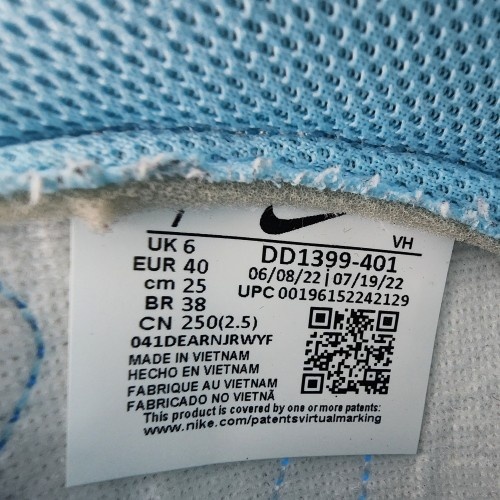 7
VH
UK 6
EUR 40
cm 25
BR 38
CN 250(2.5)
DD1399-401
06/08/22 | 07/19/22
UPC 00196152242129
041DEARNJRWYF
MADE IN VIETNAM
HECHO EN VIETNAM
FABRIQUE AU VIETNAM
FABRICADO NO VIETNÃ
This product is covered by one or more patents:
www.nike.com/patentsvirtualmarking